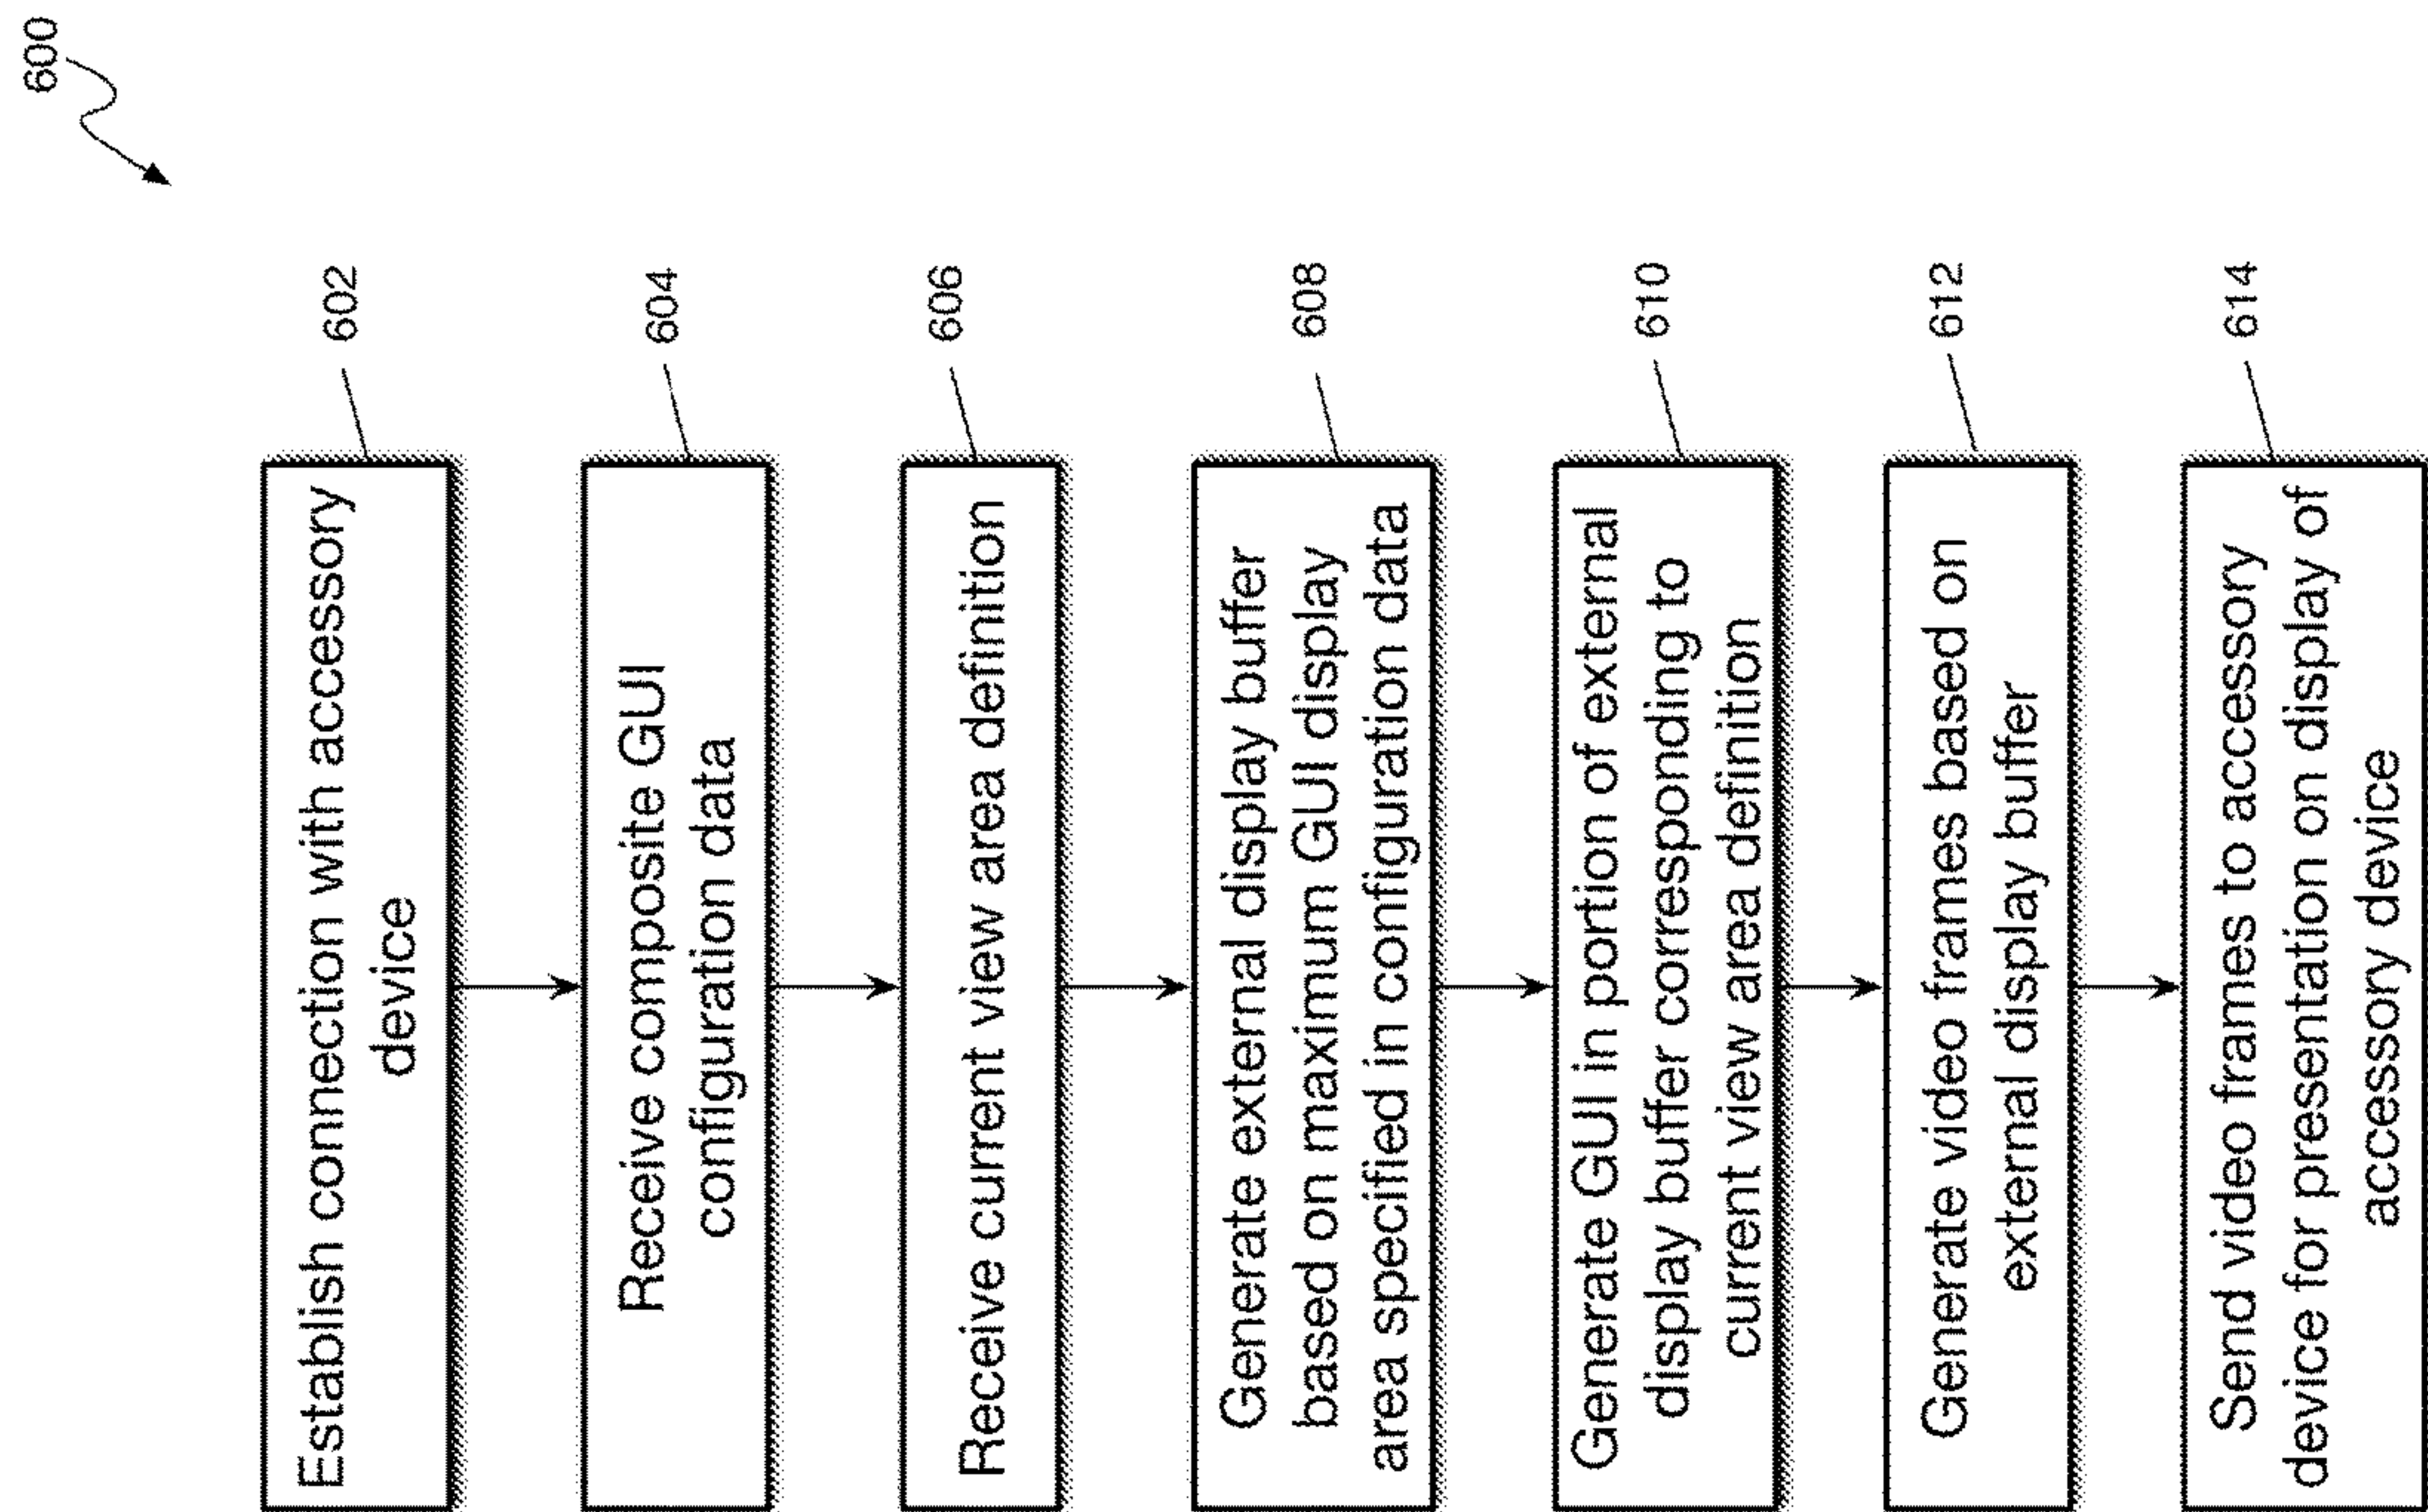 600
Establish connection with accessory
device
602
Receive composite GUI
configuration data
604
Receive current view area definition
606
Generate external display buffer
based on maximum GUI display
area specified in configuration data
608
Generate GUI in portion of external
display buffer corresponding to
current view area definition
610
Generate video frames based on
external display buffer
612
Send video frames to accessory
device for presentation on display of
accessory device
614